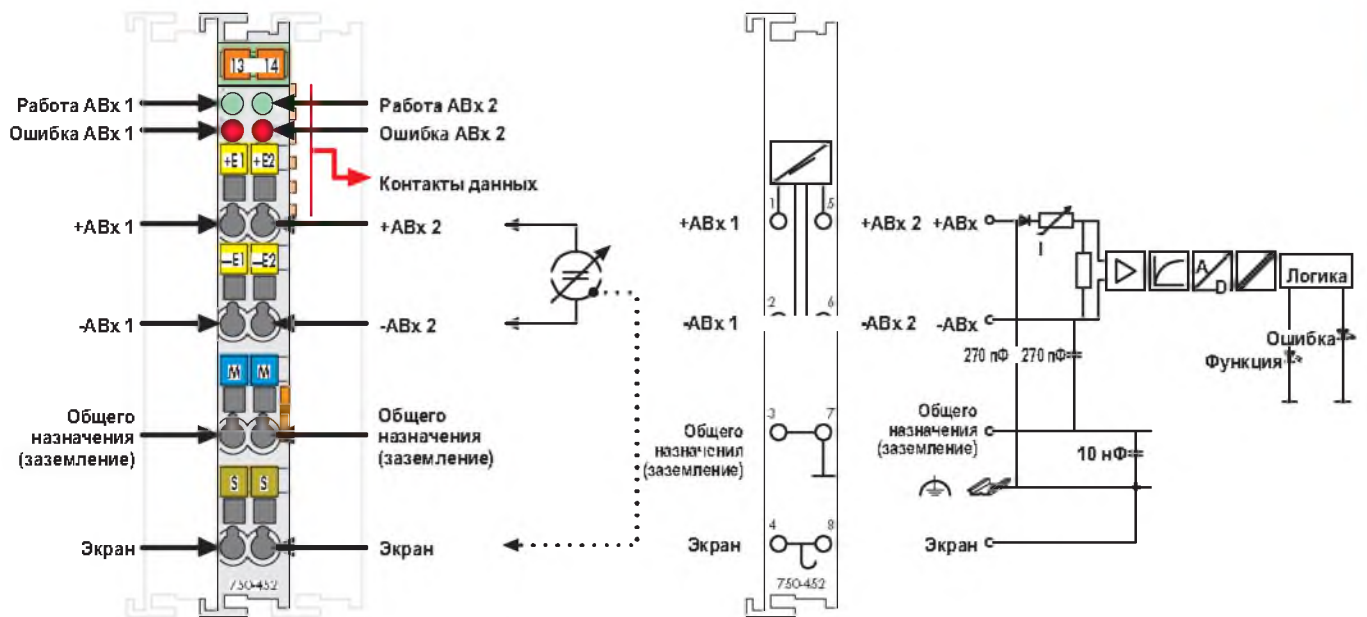 13 14
Работа АВх 1
Работа АВх 2
Ошибка АВх 1
Ошибка АВх 2
+E1 +E2
Контакты данных
+АВх 1
+АВх 2
—E1 —E2
-АВх 1
-АВх 2
M M
Общего
назначения
(заземление)
Общего
назначения
(заземление)
S S
Экран
Экран
750-452
1 5
+АВх 1
+АВх 2
2 6
-АВх 1
-АВх 2
3 7
Общего
назначения
(заземление)
4 8
Экран
750-452
+АВх
I
A
D
Логика
-АВх
270 пФ 270 пФ
Ошибка
Функция
Общего
назначения
(заземление)
10 нФ
Экран